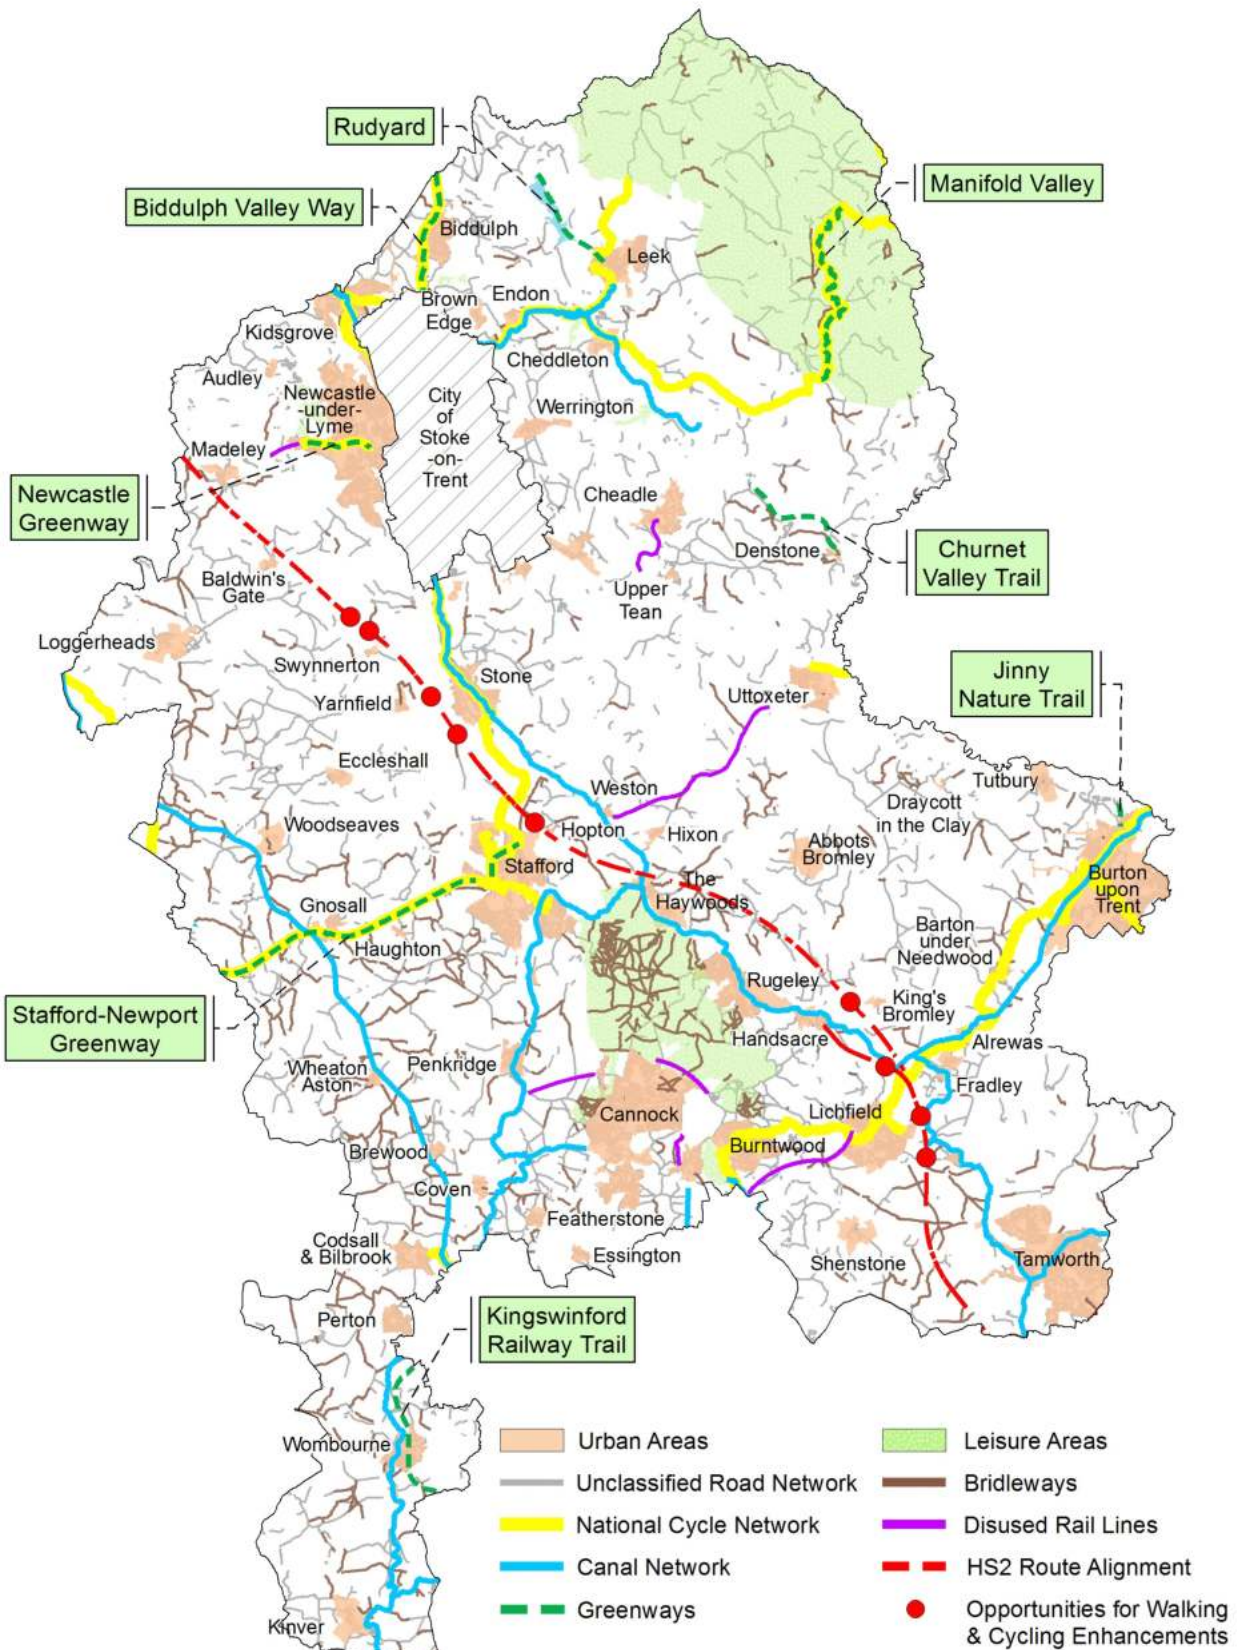 Rudyard
Manifold Valley
Biddulph Valley Way
Biddulph
Leek
Brown
Edge
Endon
Kidsgrove
Cheddleton
Audley
Newcastle
-under-
Lyme
City
of
Stoke
-on-
Trent
Werrington
Madeley
Newcastle
Greenway
Cheadle
Denstone
Churnet
Valley Trail
Baldwin's
Gate
Upper
Tean
Loggerheads
Swynnerton
Stone
Yarnfield
Uttoxeter
Jinny
Nature Trail
Eccleshall
Weston
Tutbury
Draycott
in the Clay
Woodseaves
Hopton
Hixon
Abbots
Bromley
Stafford
The
Haywoods
Burton
upon
Trent
Gnosall
Haughton
Barton
under
Needwood
Rugeley
King's
Bromley
Stafford-Newport
Greenway
Handsacre
Alrewas
Wheaton
Aston
Penkridge
Fradley
Cannock
Lichfield
Burntwood
Brewood
Coven
Featherstone
Codsall
& Bilbrook
Essington
Shenstone
Tamworth
Perton
Kingswinford
Railway Trail
Wombourne
Kinver
Urban Areas
Unclassified Road Network
National Cycle Network
Canal Network
Greenways
Leisure Areas
Bridleways
Disused Rail Lines
HS2 Route Alignment
Opportunities for Walking
& Cycling Enhancements